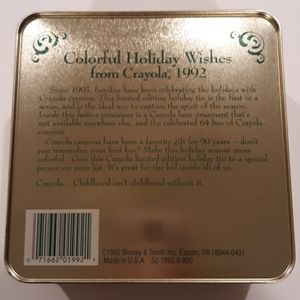 Colorful Holiday Wishes
from Crayola, 1992
Since 1903, families have been celebrating the holidays with
Crayola crayons. This limited edition holiday tin is the first in a
series, and is the ideal way to capture the spirit of the season.
Inside this festive container is a Crayola bear ornament that's
not available anywhere else, and the celebrated 64 box of Crayola
crayons.
Crayola crayons have been a favorite gift for 90 years – don't
you remember your first box? Make this holiday season more
colorful. Give this Crayola limited edition holiday tin to a special
person on your list. It's great for the kid inside all of us.
Crayola. Childhood isn't childhood without it.
0 71662 01992 1
©1992 Binney & Smith Inc. Easton, PA 18044-0431
Made in U.S.A. 52-1992-0-000